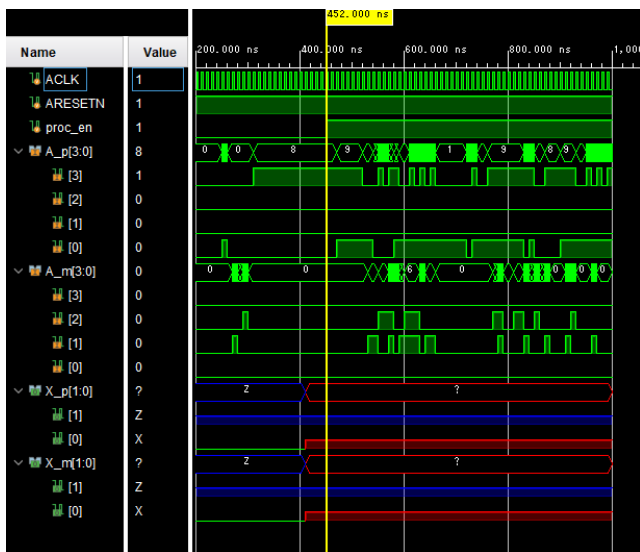 452.000 ns
Name Value
200.000 ns 400.000 ns 600.000 ns 800.000 ns 1,00
ACLK 1
ARESETN 1
proc_en 1
A_p[3:0] 8 0 0 8 9 1 9 8 9
[3] 1
[2] 0
[1] 0
[0] 0
A_m[3:0] 0 0 0 6 0 0 0 0
[3] 0
[2] 0
[1] 0
[0] 0
X_p[1:0] ? Z ?
[1] Z
[0] X
X_m[1:0] ? Z ?
[1] Z
[0] X